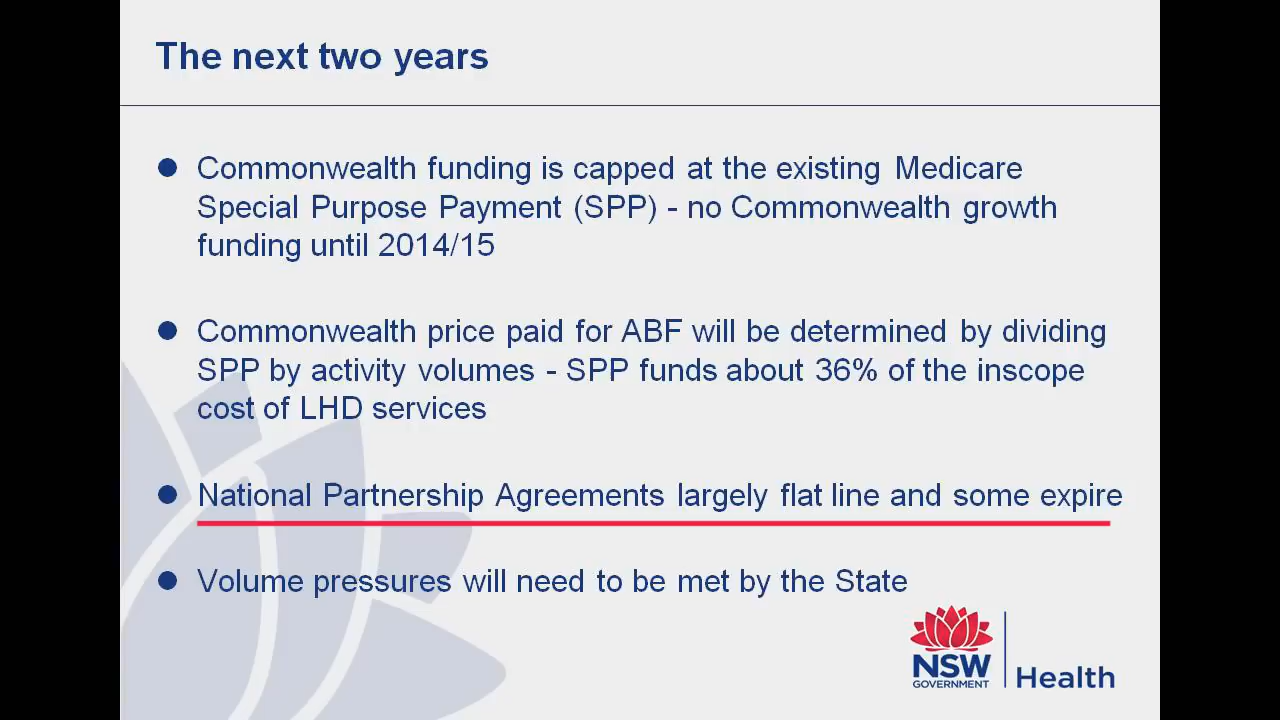 The next two years
Commonwealth funding is capped at the existing Medicare
Special Purpose Payment (SPP) - no Commonwealth growth
funding until 2014/15
Commonwealth price paid for ABF will be determined by dividing
SPP by activity volumes - SPP funds about 36% of the inscope
cost of LHD services
National Partnership Agreements largely flat line and some expire
Volume pressures will need to be met by the State
NSW
GOVERNMENT
Health